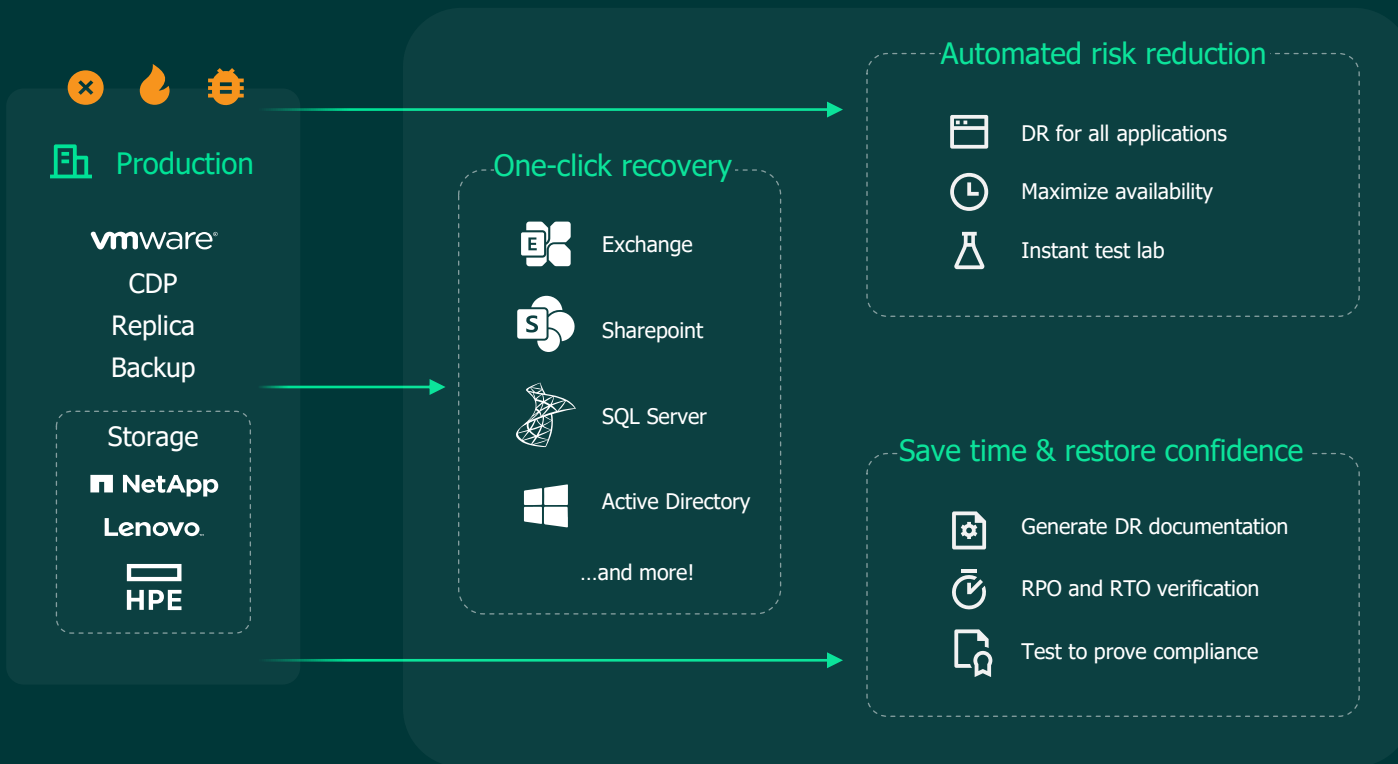 Production
vmware®
CDP
Replica
Backup
Storage
NetApp
Lenovo™
HPE
One-click recovery
E
Exchange
S
Sharepoint
SQL Server
Active Directory
...and more!
Automated risk reduction
DR for all applications
Maximize availability
Instant test lab
Save time & restore confidence
Generate DR documentation
RPO and RTO verification
Test to prove compliance